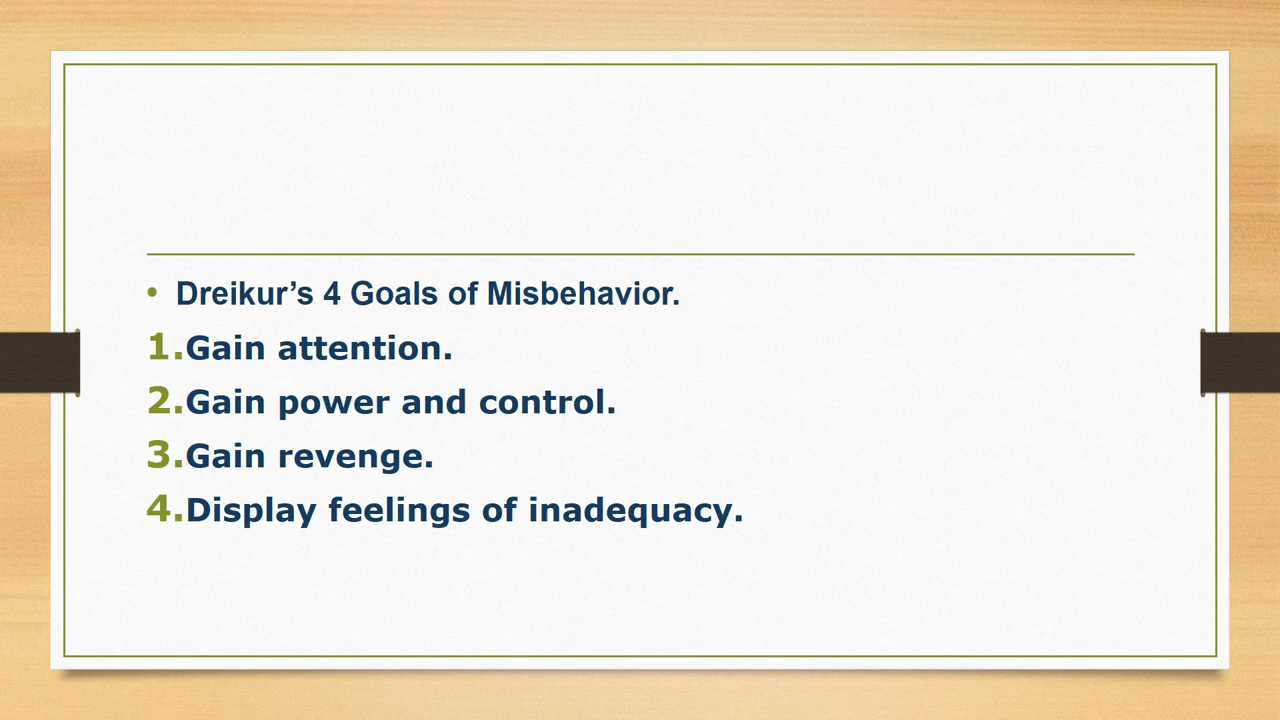 • Dreikur’s 4 Goals of Misbehavior.
1.Gain attention.
2.Gain power and control.
3.Gain revenge.
4.Display feelings of inadequacy.